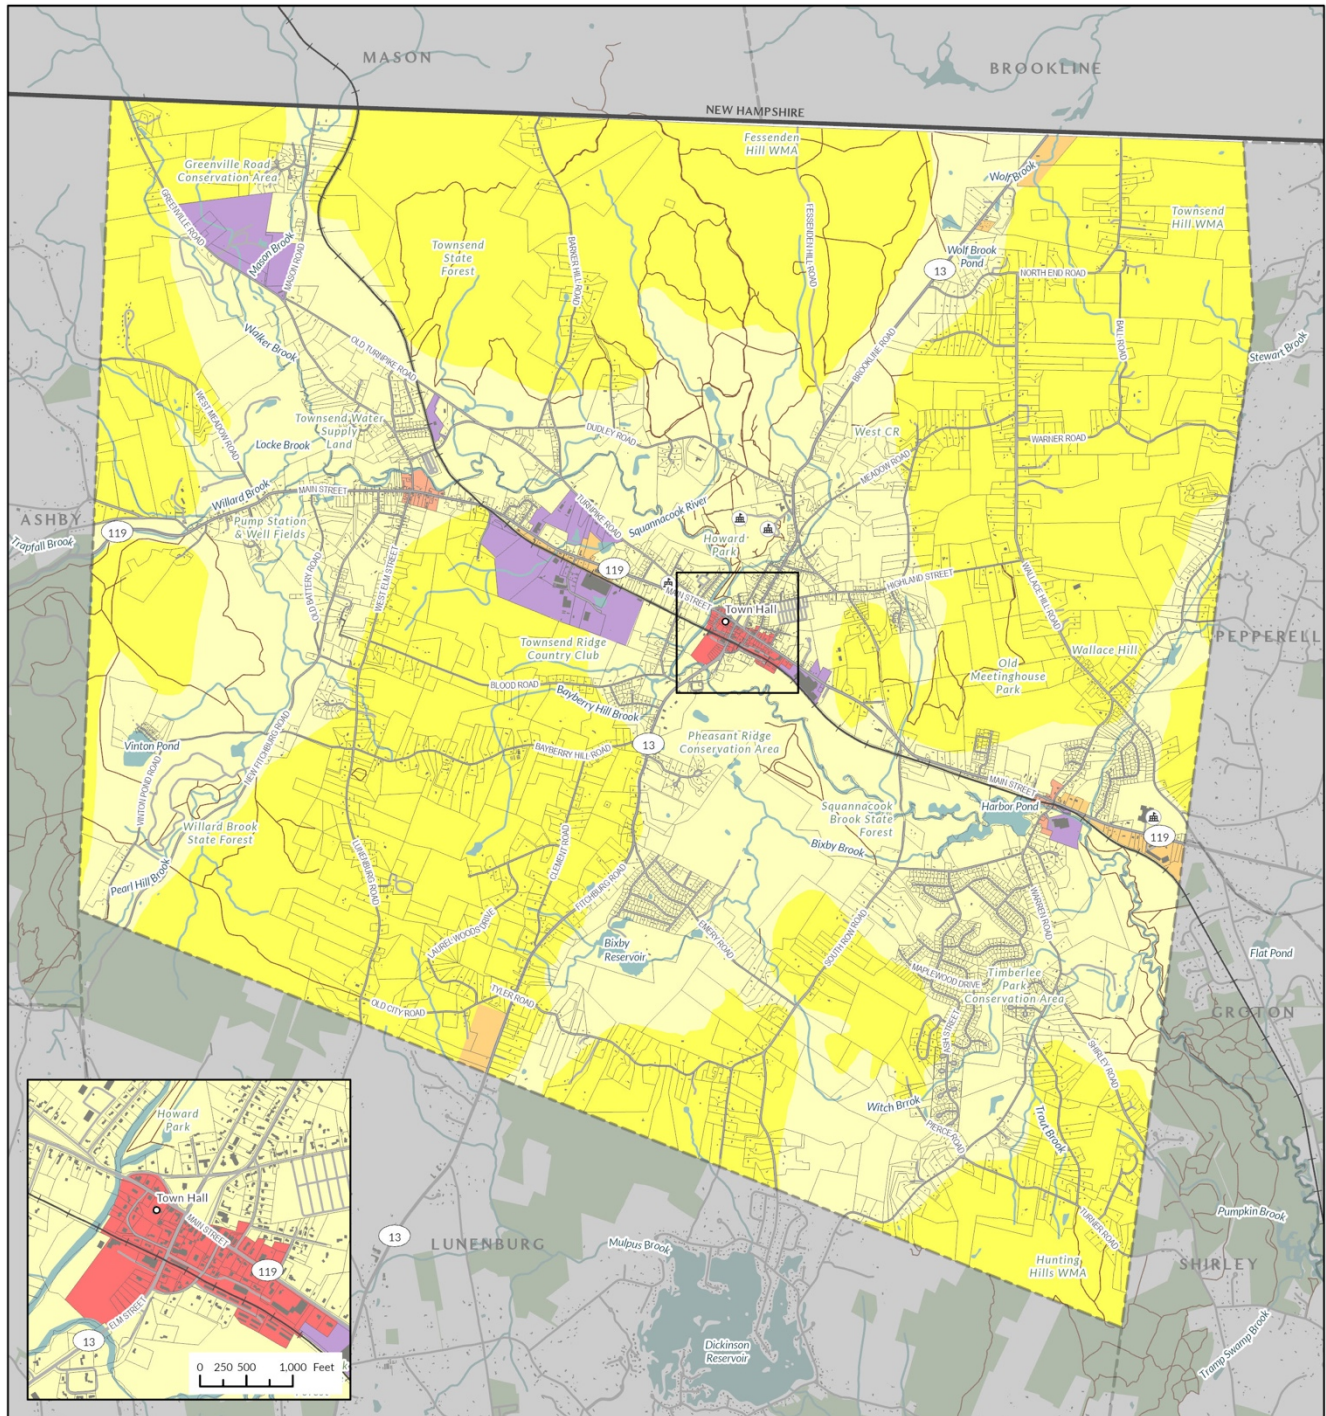 MASON
BROOKLINE
NEW HAMPSHIRE
Fessenden
Hill WMA
Greenville Road
Conservation Area
Wolf Brook
GREENVILLE ROAD
Mason Brook
MASON ROAD
Townsend
State
Forest
BARKER HILL ROAD
FESSENDEN HILL ROAD
Townsend
Hill WMA
Wolf Brook
Pond
13
NORTH END ROAD
Walker Brook
OLD TURNPIKE ROAD
BROOKLINE ROAD
BALL ROAD
Stewart Brook
WEST MEADOW ROAD
Townsend Water
Supply
Land
Locke Brook
DUDLEY ROAD
West CR
MEADOW ROAD
WARNER ROAD
Willard Brook
MAIN STREET
TURNPIKE ROAD
Squannacook River
ASHBY
119
Trapfall Brook
Pump Station
& Well Fields
Howard
Park
OLD BATTERY ROAD
WEST ELM STREET
119
MAIN STREET
HIGHLAND STREET
WALLACE HILL ROAD
Town Hall
PEPPERELL
Townsend Ridge
Country Club
Wallace Hill
Old
Meetinghouse
Park
BLOOD ROAD
Bayberry Hill Brook
Vinton Pond
NEW FITCHBURG ROAD
BAYBERRY HILL ROAD
13
Pheasant Ridge
Conservation Area
VINTON POND ROAD
MAIN STREET
Squannacook
Brook State
Forest
Harbor Pond
119
Willard Brook
State Forest
Bixby Brook
Pearl Hill Brook
LUNENBURG ROAD
CLEMENT ROAD
FITCHBURG ROAD
WARREN ROAD
LAUREL WOODS DRIVE
EMERY ROAD
SOUTH ROW ROAD
Bixby
Reservoir
Flat Pond
MAPLEWOOD DRIVE
Timberlee
Park
Conservation Area
OLD CITY ROAD
TYLER ROAD
GROTON
ASH STREET
SHIRLEY ROAD
Witch Brrok
PIERCE ROAD
Trout Brook
TURNER ROAD
Pumpkin Brook
13
LUNENBURG
Mulpus Brook
Hunting
Hills WMA
SHIRLEY
Dickinson
Reservoir
Tramp Swamp Brook
Howard
Park
Town Hall
MAIN STREET
119
ELM STREET
13
0 250 500 1,000 Feet